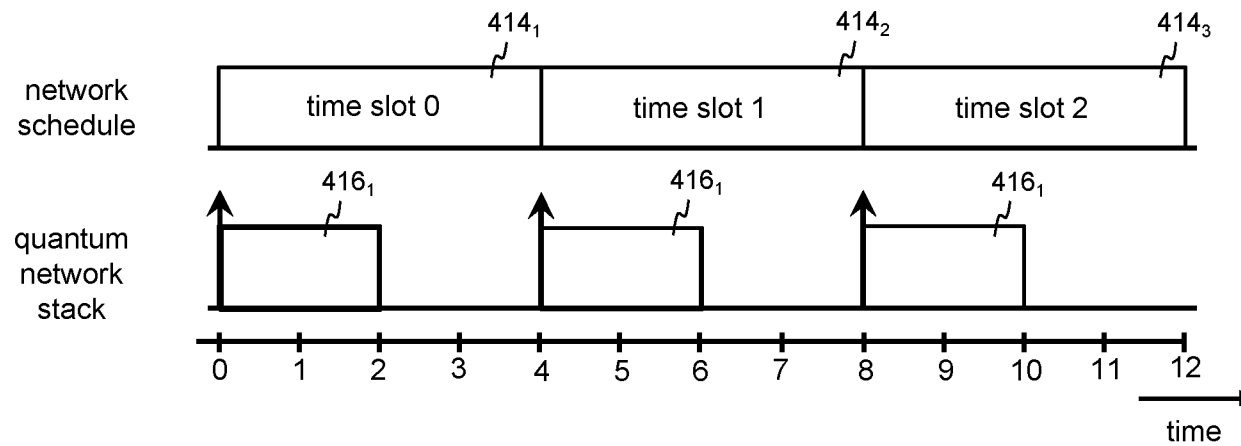 414₁ 414₂ 414₃
network
schedule
time slot 0 time slot 1 time slot 2
416₁ 416₁ 416₁
quantum
network
stack
0 1 2 3 4 5 6 7 8 9 10 11 12
time